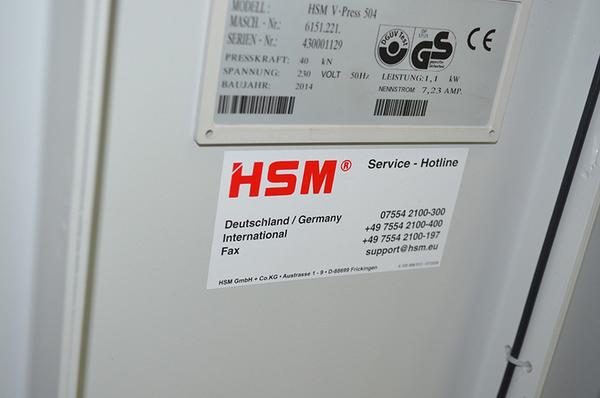 MODELL: HSM V-Press 504
MASCH. - Nr. 6151.221.
SERIEN - Nr. 430001129
PRESSKRAFT: 40 kN
SPANNUNG: 230 VOLT 50Hz LEISTUNG: 1,1 kW
BAUJAHR: 2014 NENNSTROM 7,23 AMP.
DGUV Test
GS
CE
HSM® Service - Hotline
Deutschland / Germany 07554 2100-300
International +49 7554 2100-400
Fax +49 7554 2100-197
support@hsm.eu
HSM GmbH + Co.KG • Austrasse 1 - 9 • D-88699 Frickingen